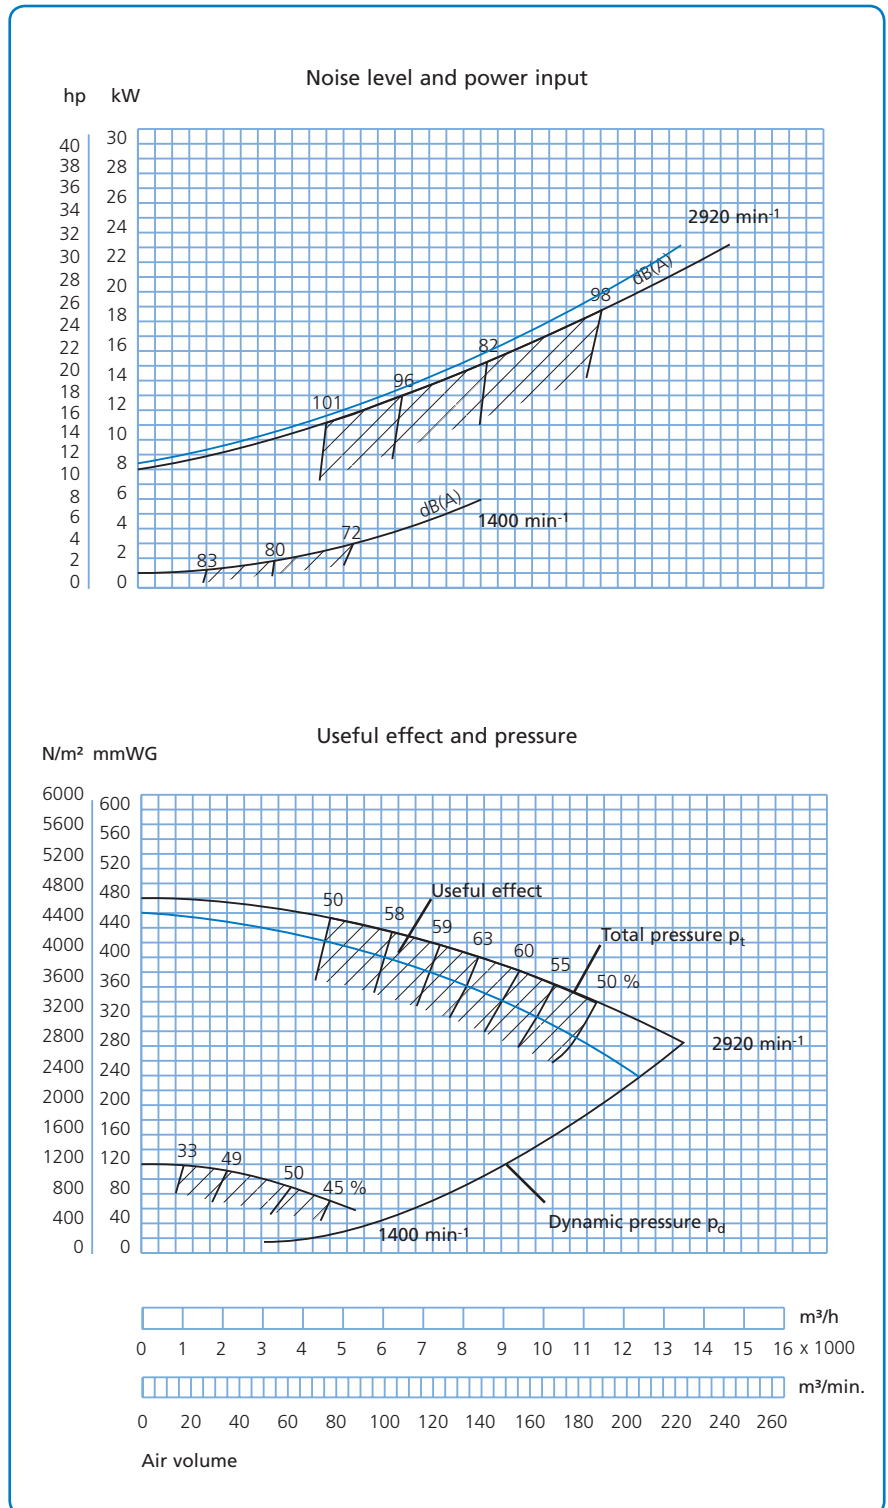 Noise level and power input
hp kW
40 30
38 28
36
34 26
32 24
30 22
28 20
26
24 18
22 16
20 14
18
16 12
14 10
12
10 8
8 6
6
4 4
2 2
0 0
2920 min-1
dB(A)
98
82
96
101
dB(A)
1400 min-1
72
80
83
Useful effect and pressure
N/m² mmWG
6000 600
5600 560
5200 520
4800 480
4400 440
4000 400
3600 360
3200 320
2800 280
2400 240
2000 200
1600 160
1200 120
800 80
400 40
0 0
Useful effect
50 58 59 63 60 55 50 %
Total pressure pt
2920 min-1
33 49 50 45 %
1400 min-1
Dynamic pressure pd
m³/h
0 1 2 3 4 5 6 7 8 9 10 11 12 13 14 15 16 x 1000
m³/min.
0 20 40 60 80 100 120 140 160 180 200 220 240 260
Air volume